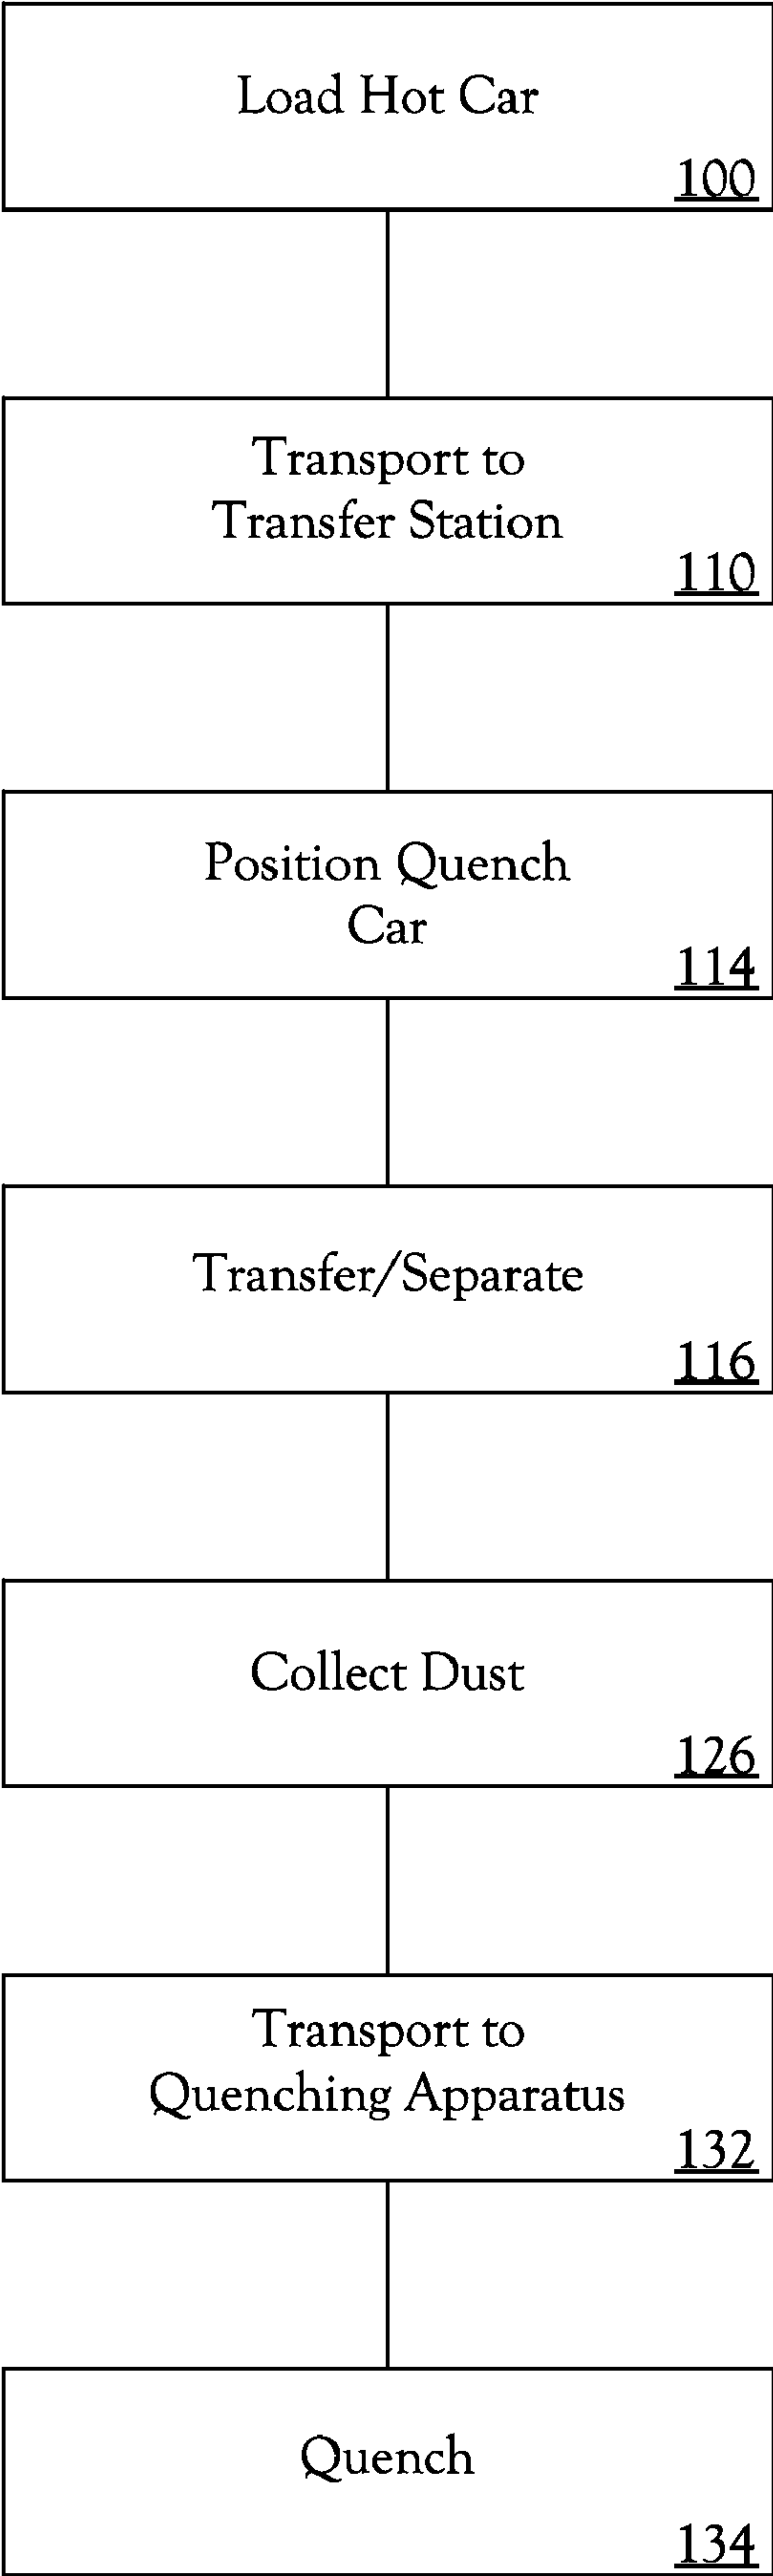 Load Hot Car
100
Transport to
Transfer Station
110
Position Quench
Car
114
Transfer/Separate
116
Collect Dust
126
Transport to
Quenching Apparatus
132
Quench
134